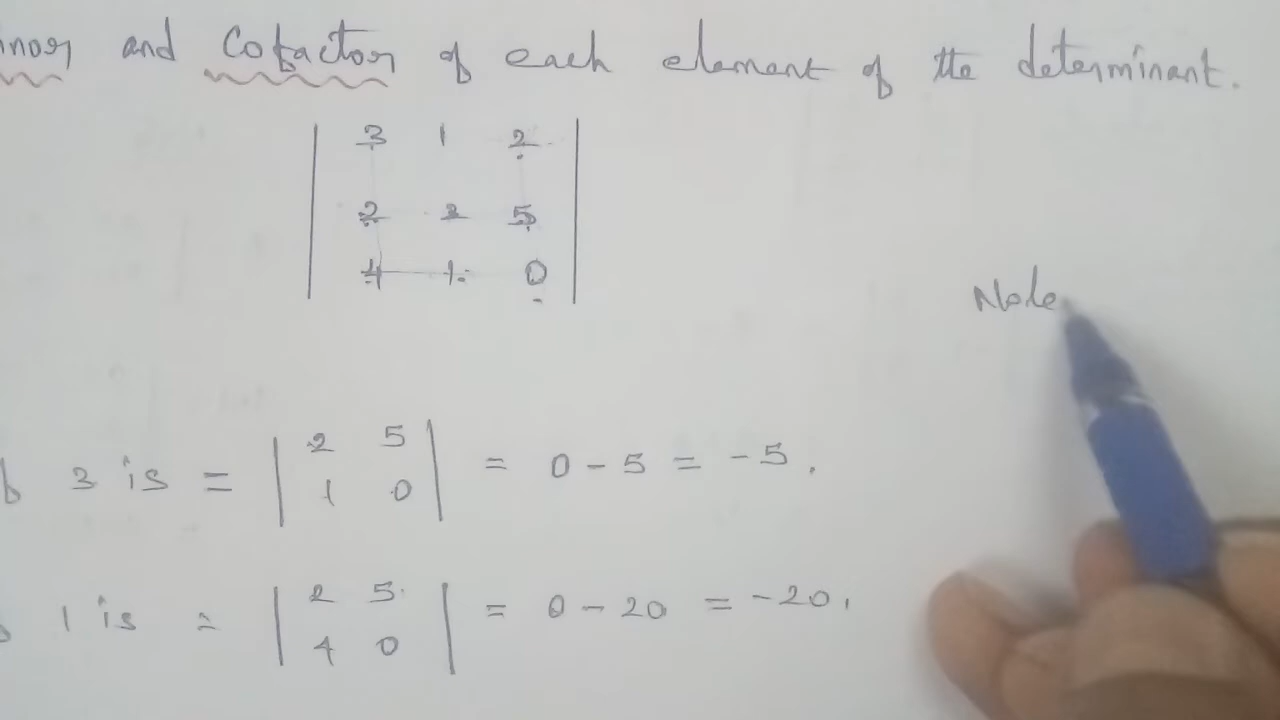 inor and Cofactor of each element of the determinant.
| 3 1 2 |
| 2 2 5 |
| 4 1 0 |
Note
3 is = | 2 5 | = 0 - 5 = -5.
| 1 0 |
1 is = | 2 5 | = 0 - 20 = -20.
| 4 0 |